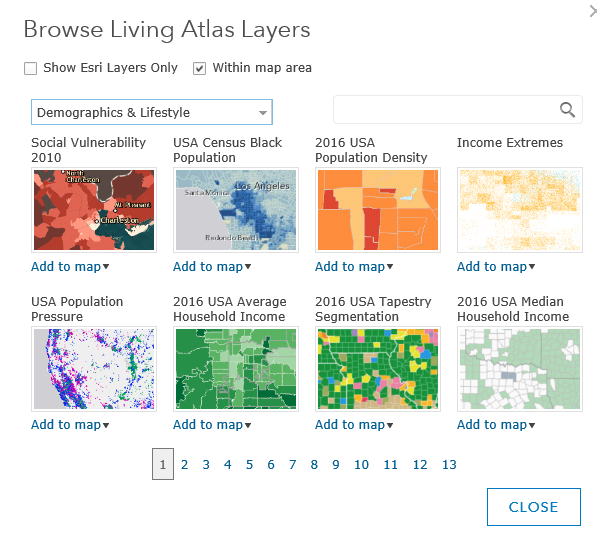 Browse Living Atlas Layers
Show Esri Layers Only Within map area
Demographics & Lifestyle
Social Vulnerability 2010
North Charleston
Mt Pleasant
Charleston
Add to map
USA Census Black Population
Los Angeles
Santa Monica
Redondo Beach
Add to map
2016 USA Population Density
Add to map
Income Extremes
Add to map
USA Population Pressure
Add to map
2016 USA Average Household Income
Add to map
2016 USA Tapestry Segmentation
Add to map
2016 USA Median Household Income
Add to map
1 2 3 4 5 6 7 8 9 10 11 12 13
CLOSE